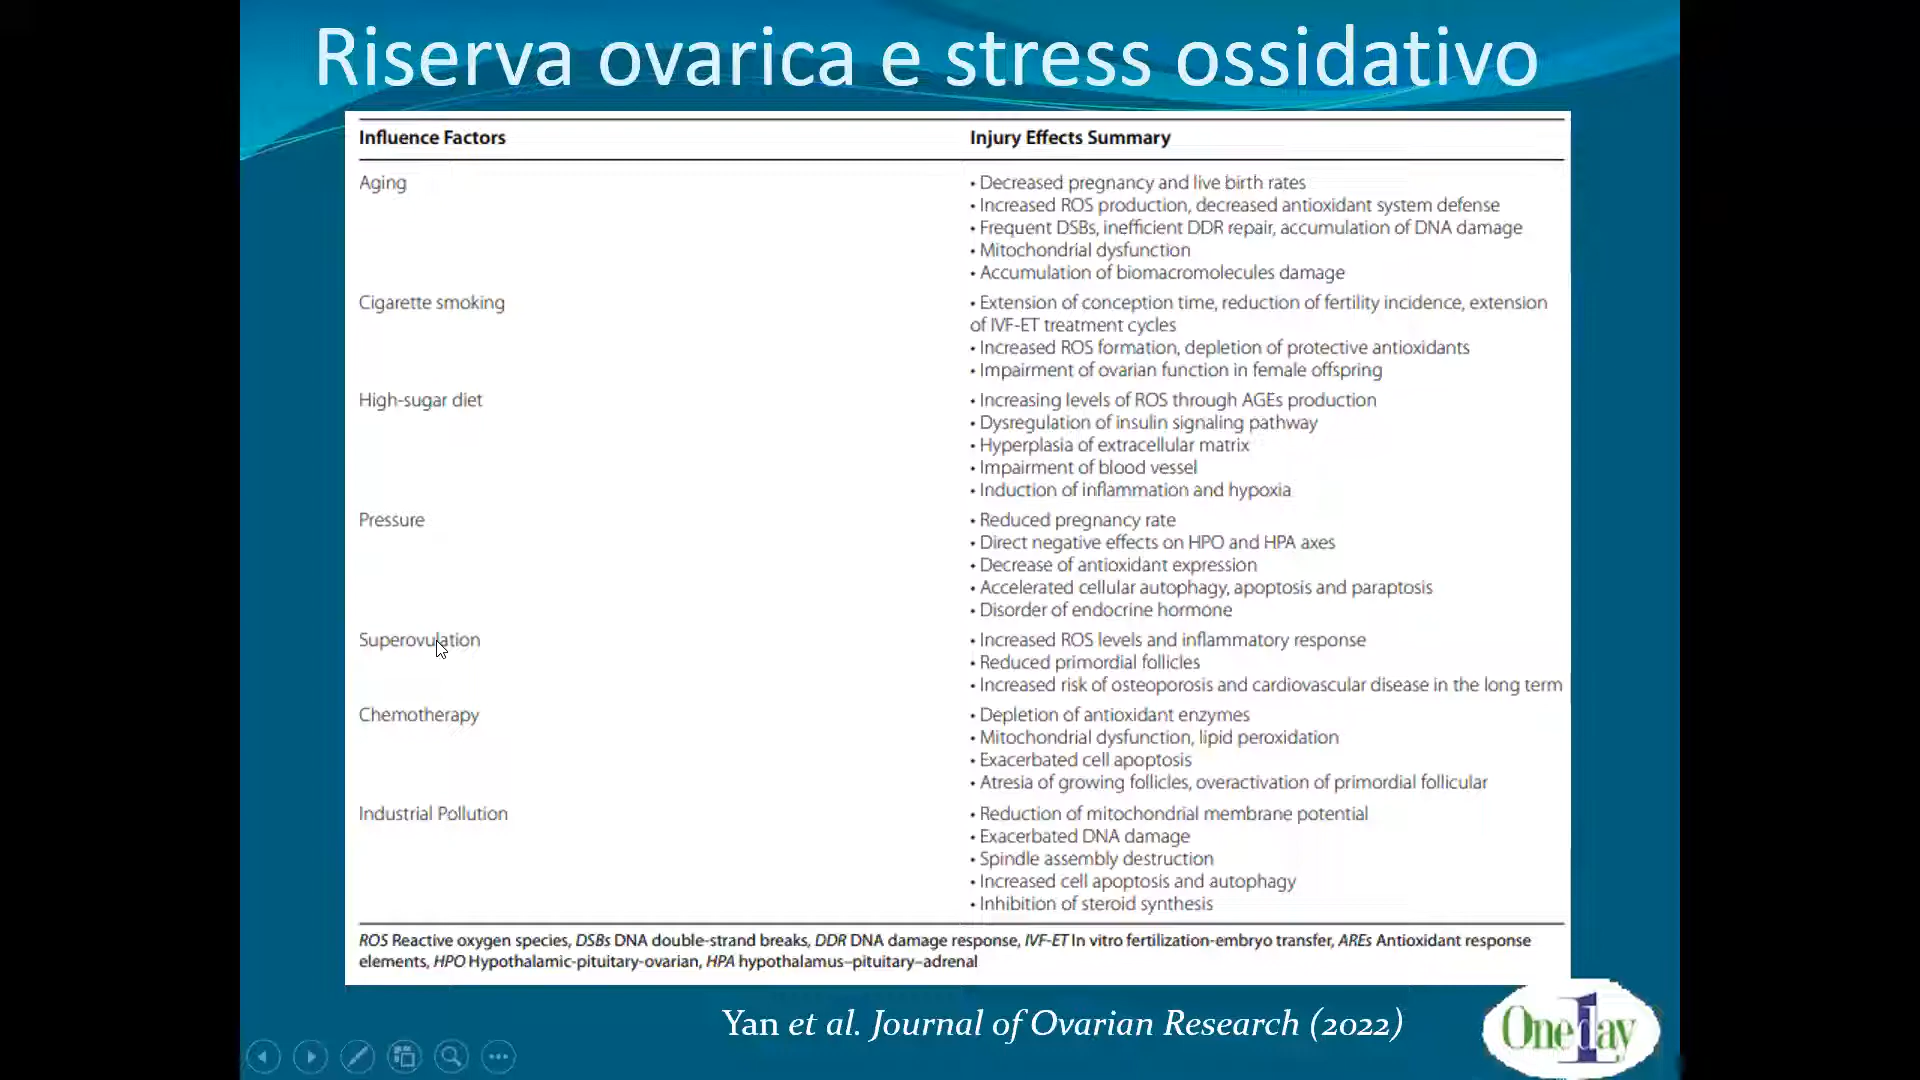 Riserva ovarica e stress ossidativo
Influence Factors
Injury Effects Summary
Aging
• Decreased pregnancy and live birth rates
• Increased ROS production, decreased antioxidant system defense
• Frequent DSBs, inefficient DDR repair, accumulation of DNA damage
• Mitochondrial dysfunction
• Accumulation of biomacromolecules damage
Cigarette smoking
• Extension of conception time, reduction of fertility incidence, extension
of IVF-ET treatment cycles
• Increased ROS formation, depletion of protective antioxidants
• Impairment of ovarian function in female offspring
High-sugar diet
• Increasing levels of ROS through AGEs production
• Dysregulation of insulin signaling pathway
• Hyperplasia of extracellular matrix
• Impairment of blood vessel
• Induction of inflammation and hypoxia
Pressure
• Reduced pregnancy rate
• Direct negative effects on HPO and HPA axes
• Decrease of antioxidant expression
• Accelerated cellular autophagy, apoptosis and paraptosis
• Disorder of endocrine hormone
Superovulation
• Increased ROS levels and inflammatory response
• Reduced primordial follicles
• Increased risk of osteoporosis and cardiovascular disease in the long term
Chemotherapy
• Depletion of antioxidant enzymes
• Mitochondrial dysfunction, lipid peroxidation
• Exacerbated cell apoptosis
• Atresia of growing follicles, overactivation of primordial follicular
Industrial Pollution
• Reduction of mitochondrial membrane potential
• Exacerbated DNA damage
• Spindle assembly destruction
• Increased cell apoptosis and autophagy
• Inhibition of steroid synthesis
ROS Reactive oxygen species, DSBs DNA double-strand breaks, DDR DNA damage response, IVF-ET In vitro fertilization-embryo transfer, AREs Antioxidant response
elements, HPO Hypothalamic-pituitary-ovarian, HPA hypothalamus–pituitary–adrenal
Yan et al. Journal of Ovarian Research (2022)
One1day